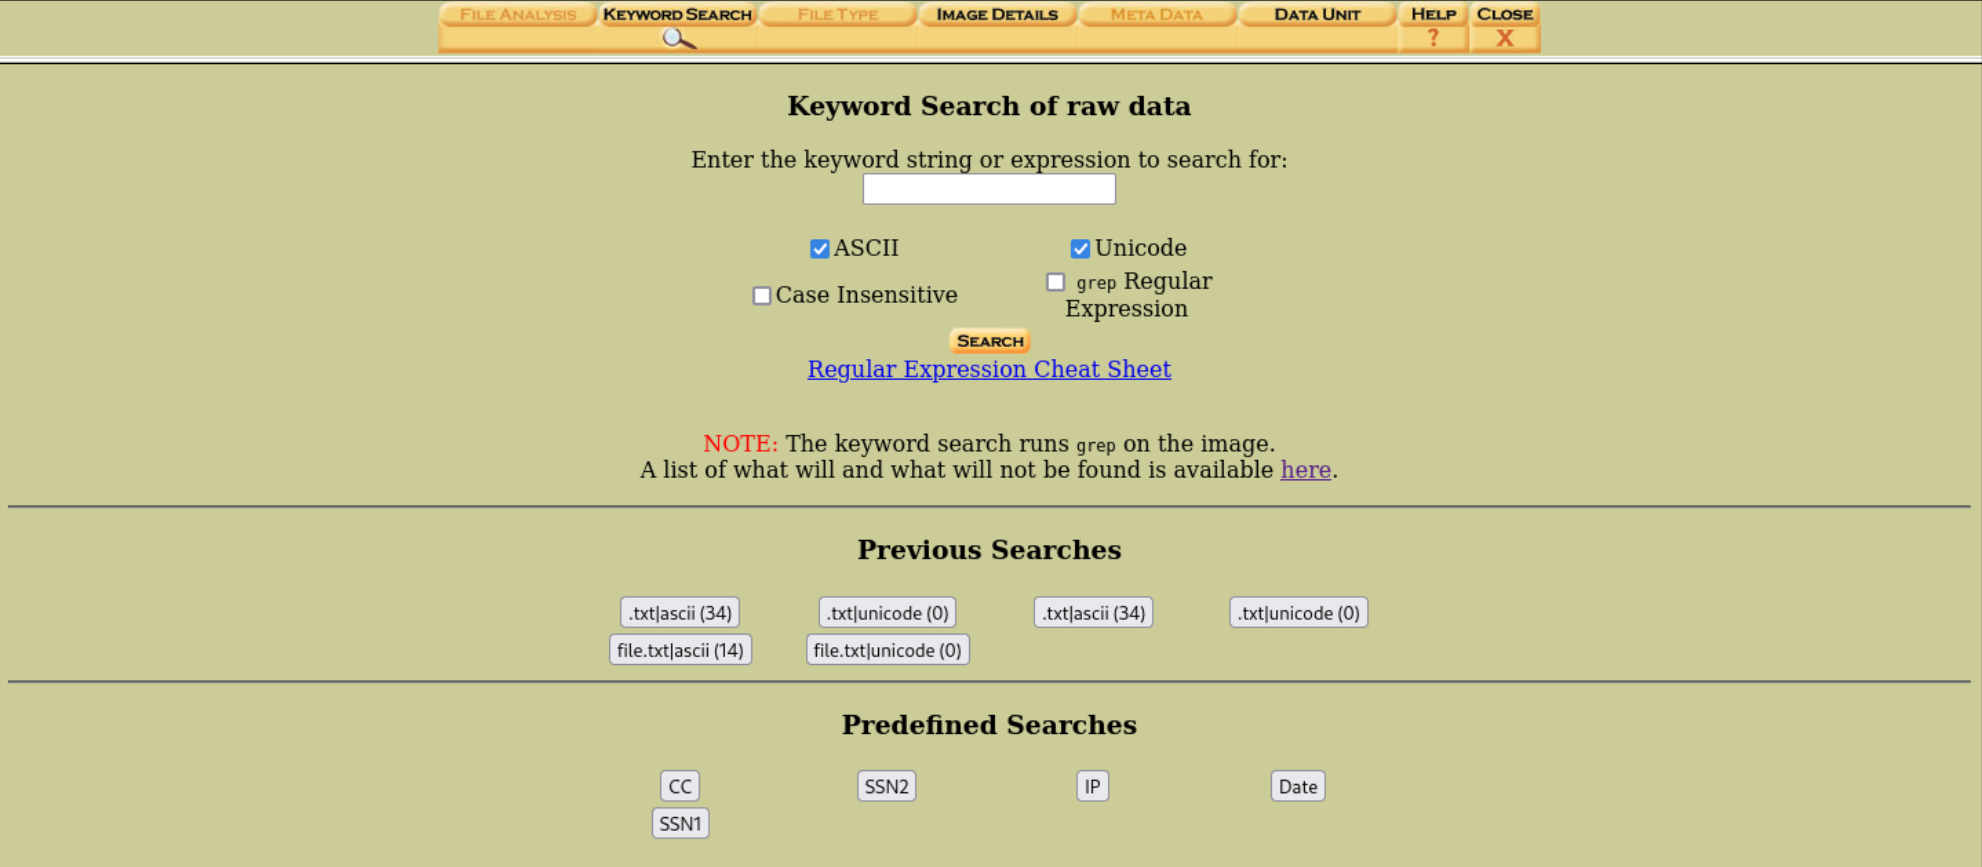 FILE ANALYSIS KEYWORD SEARCH FILE TYPE IMAGE DETAILS META DATA DATA UNIT HELP CLOSE
? X
Keyword Search of raw data
Enter the keyword string or expression to search for:
ASCII Unicode
Case Insensitive grep Regular
Expression
SEARCH
Regular Expression Cheat Sheet
NOTE: The keyword search runs grep on the image.
A list of what will and what will not be found is available here.
Previous Searches
.txt|ascii (34) .txt|unicode (0) .txt|ascii (34) .txt|unicode (0)
file.txt|ascii (14) file.txt|unicode (0)
Predefined Searches
CC SSN2 IP Date
SSN1